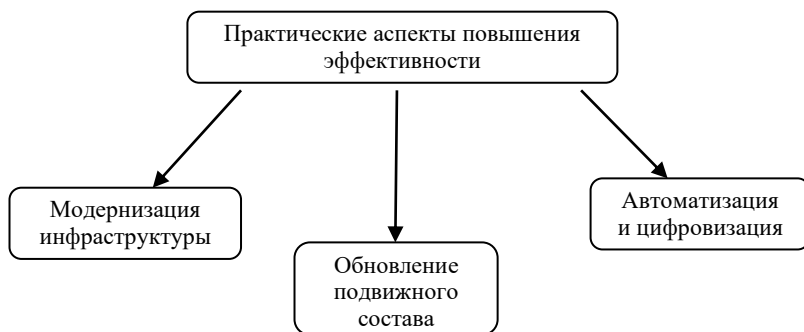 Практические аспекты повышения
эффективности
Модернизация
инфраструктуры
Обновление
подвижного
состава
Автоматизация
и цифровизация